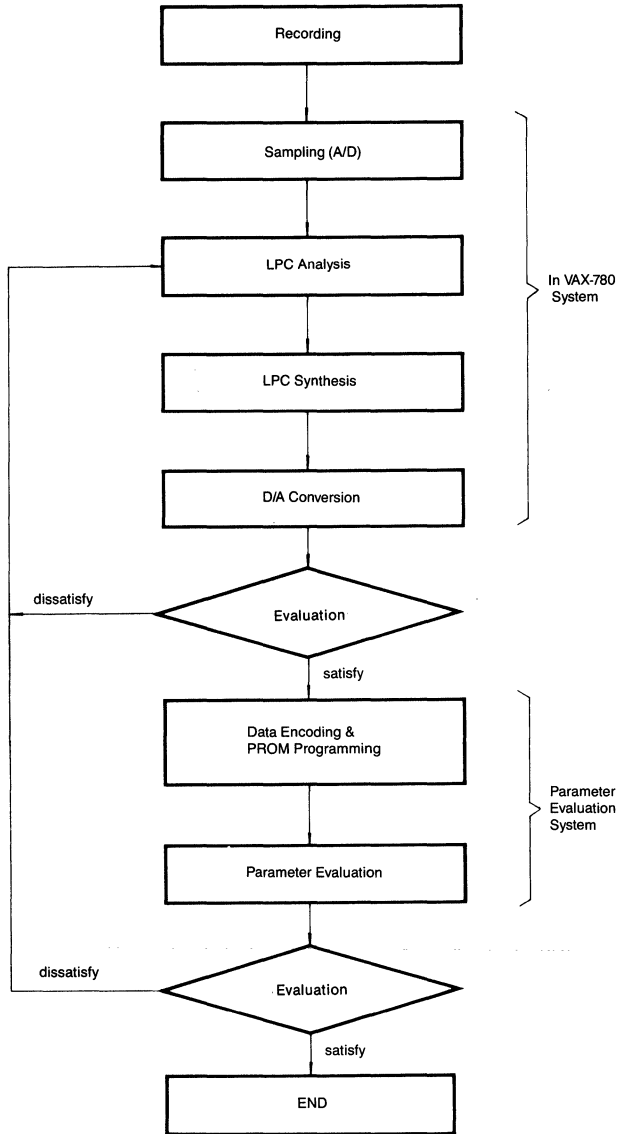 Recording
Sampling (A/D)
LPC Analysis
In VAX-780
System
LPC Synthesis
D/A Conversion
dissatisfy
Evaluation
satisfy
Data Encoding &
PROM Programming
Parameter
Evaluation
System
Parameter Evaluation
dissatisfy
Evaluation
satisfy
END